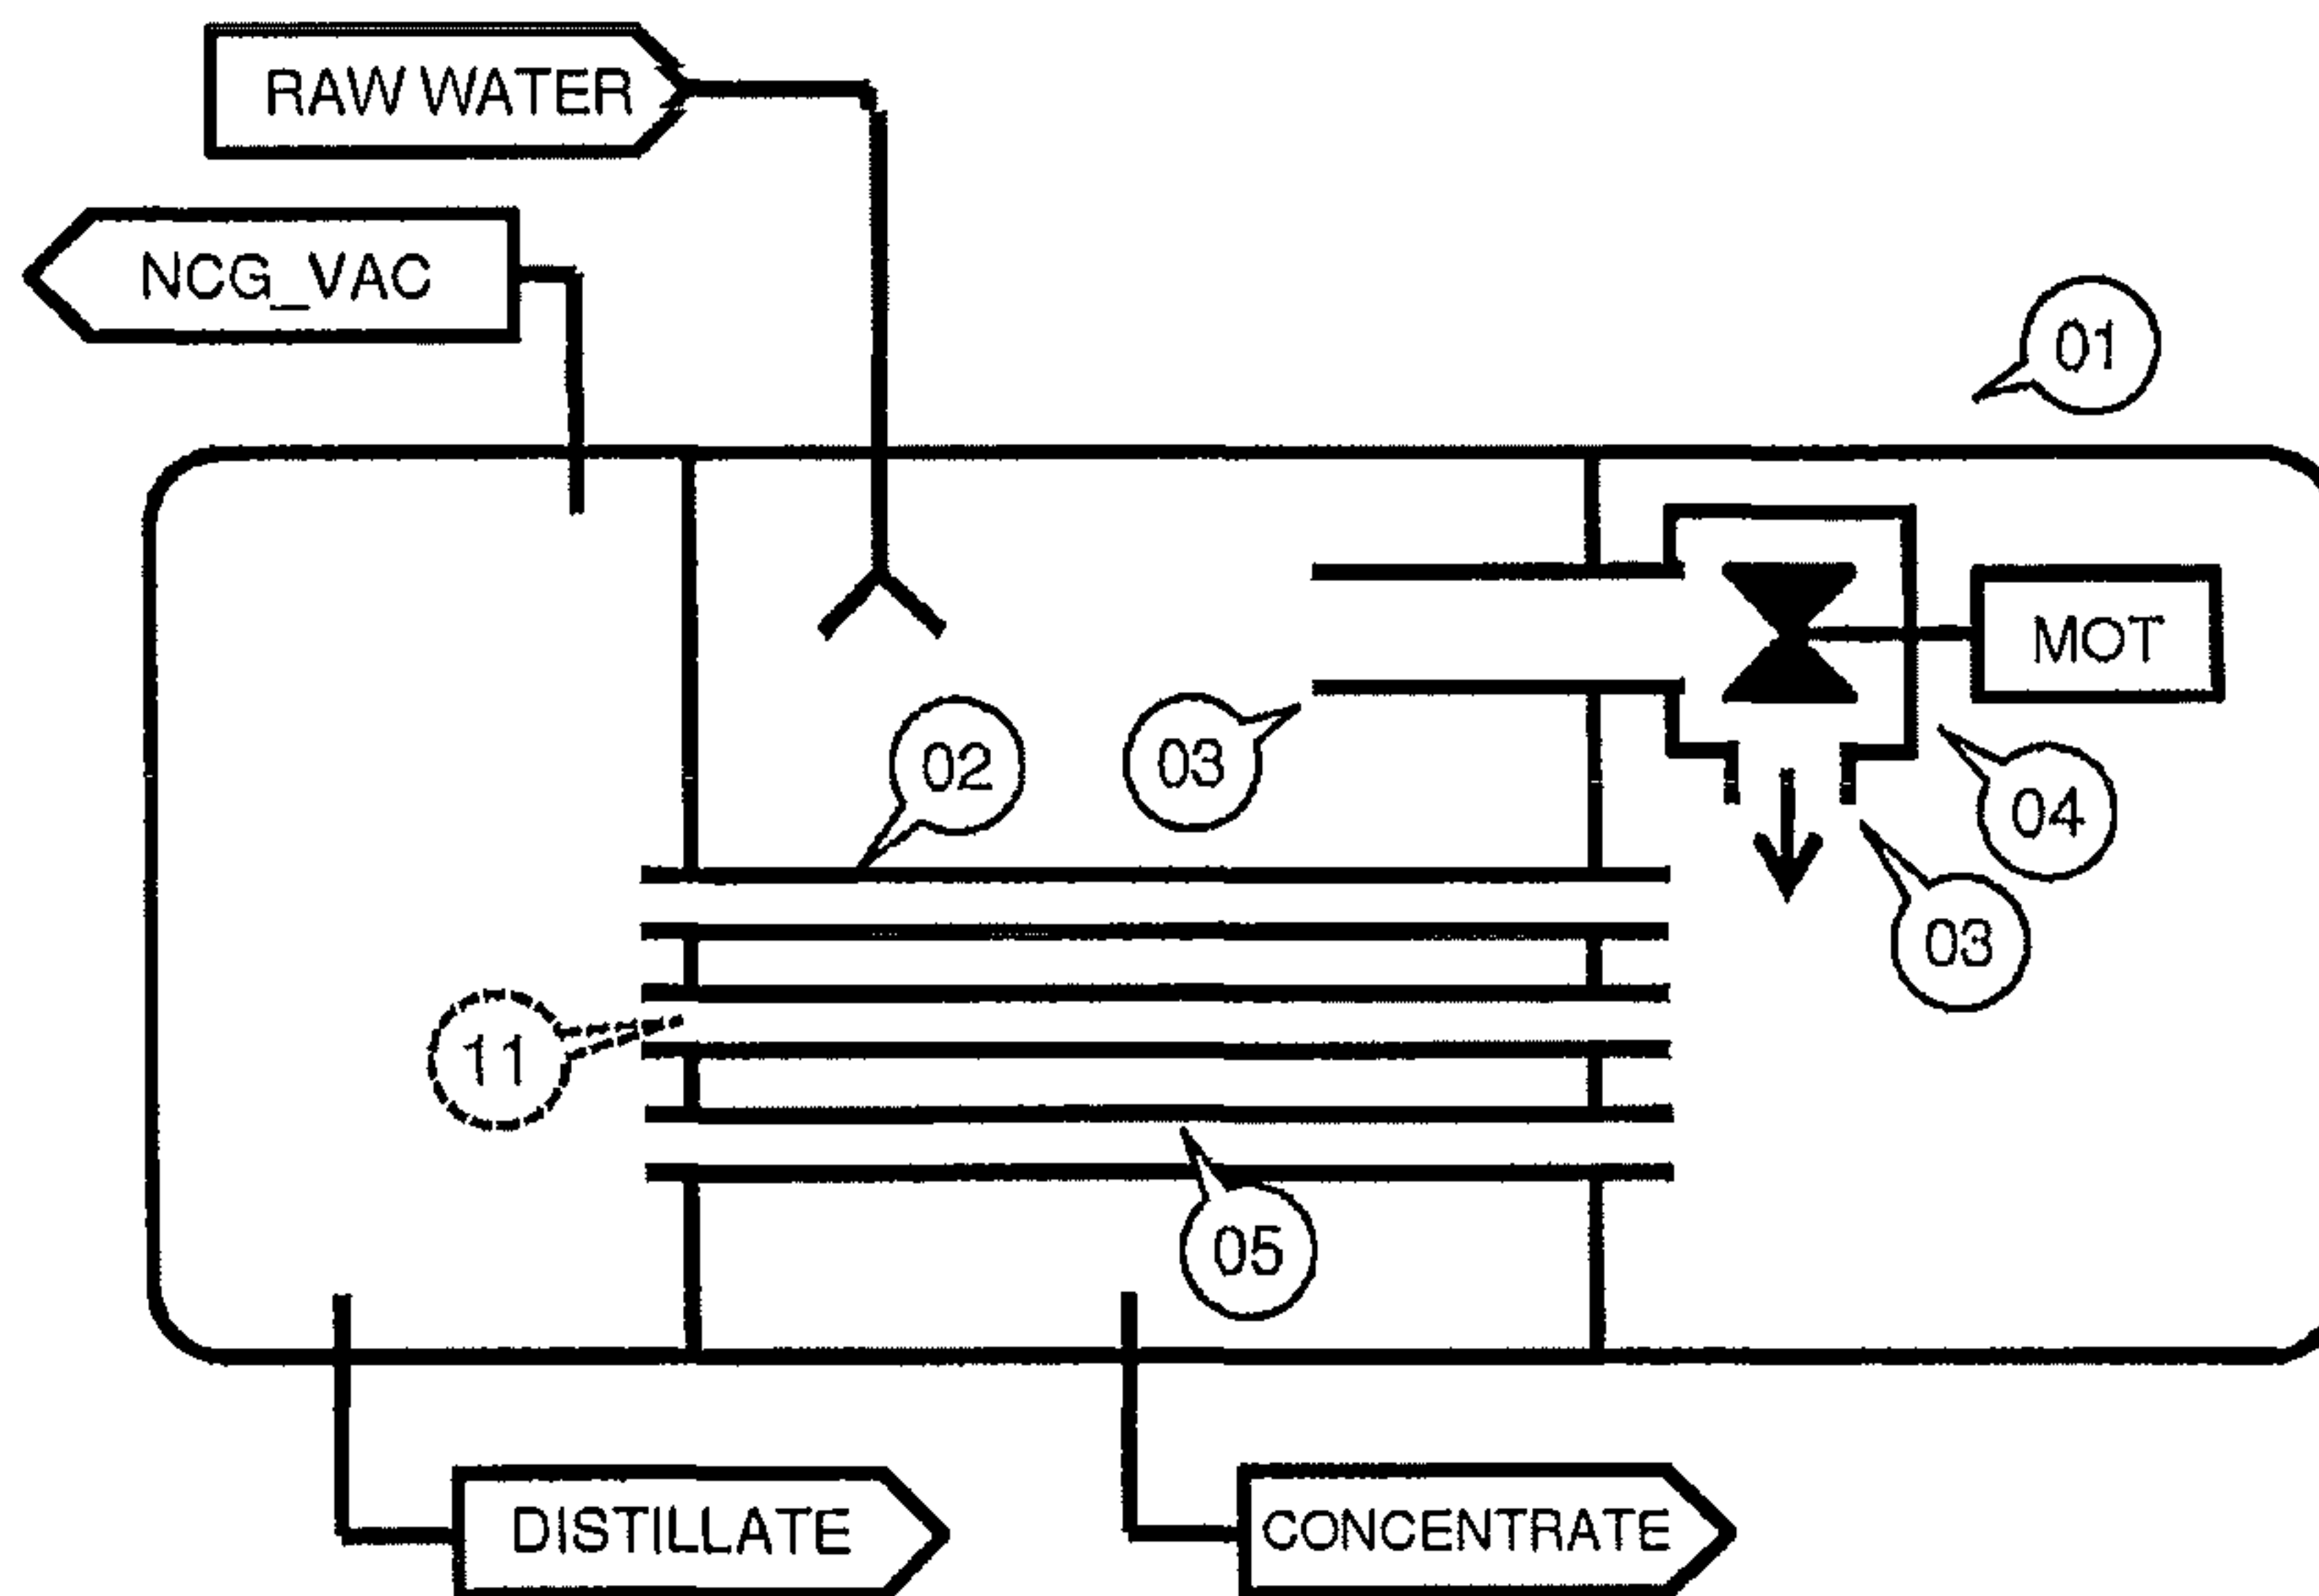 RAW WATER
NCG_VAC
01
MOT
02
03
04
03
11
05
DISTILLATE
CONCENTRATE